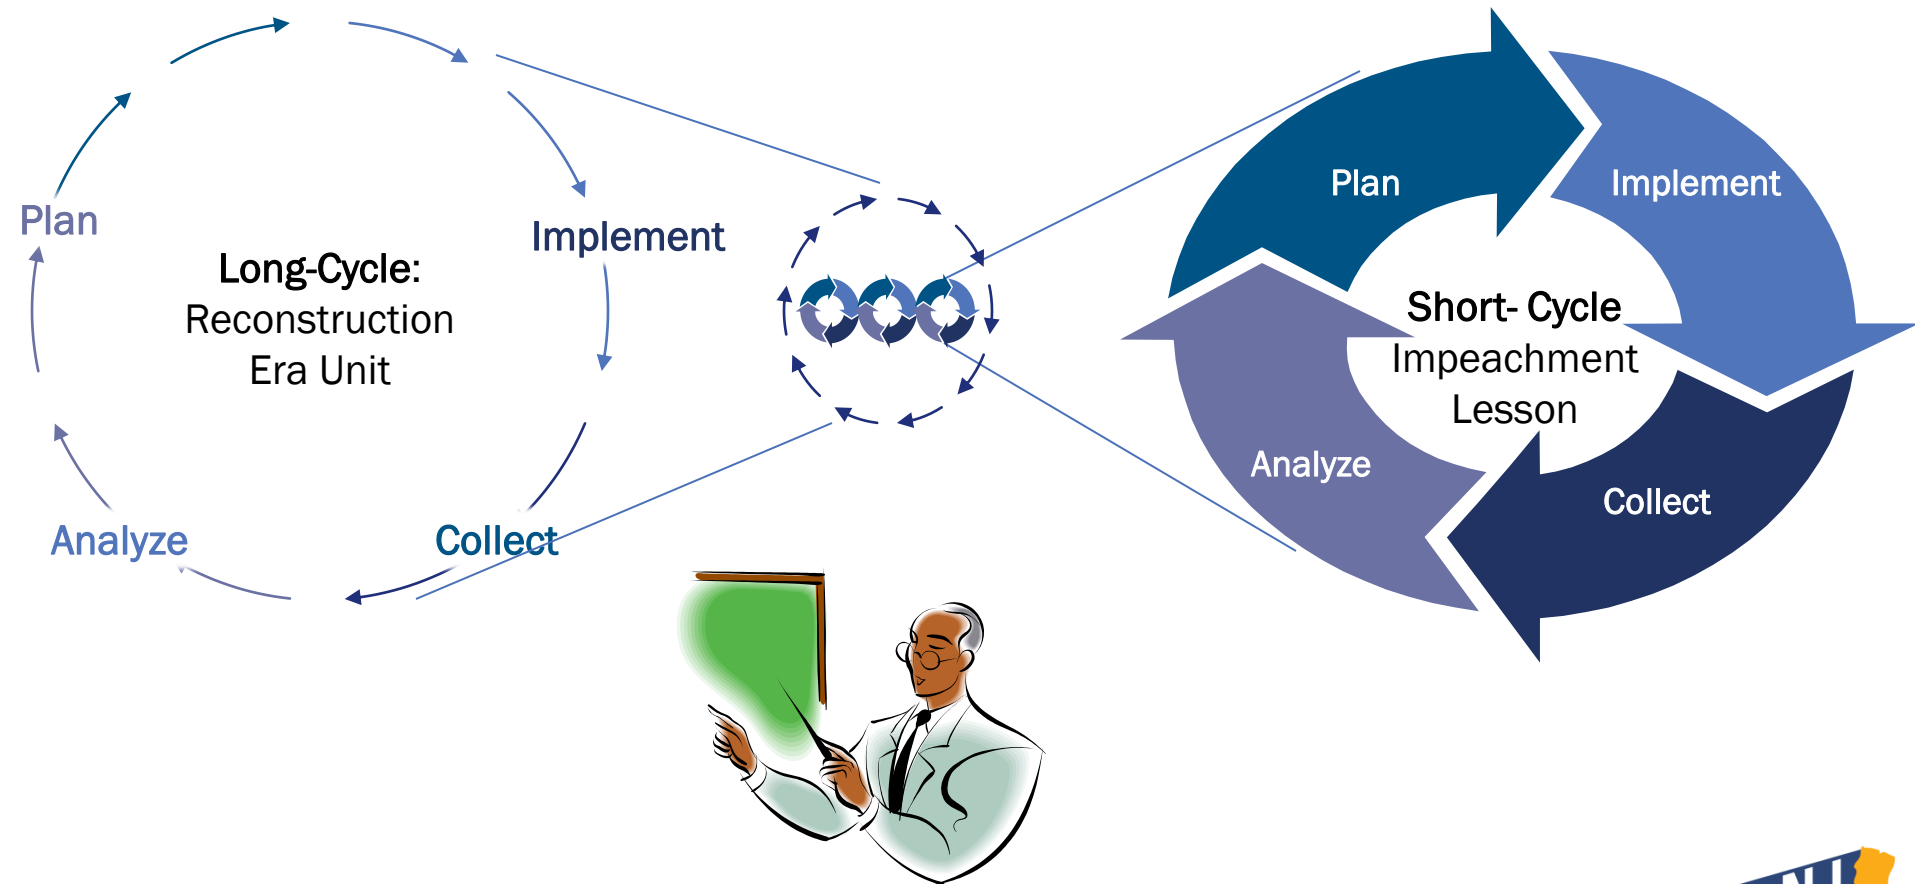 Plan
Implement
Long-Cycle:
Reconstruction
Era Unit
Analyze
Collect
Plan
Implement
Short- Cycle
Impeachment
Lesson
Analyze
Collect